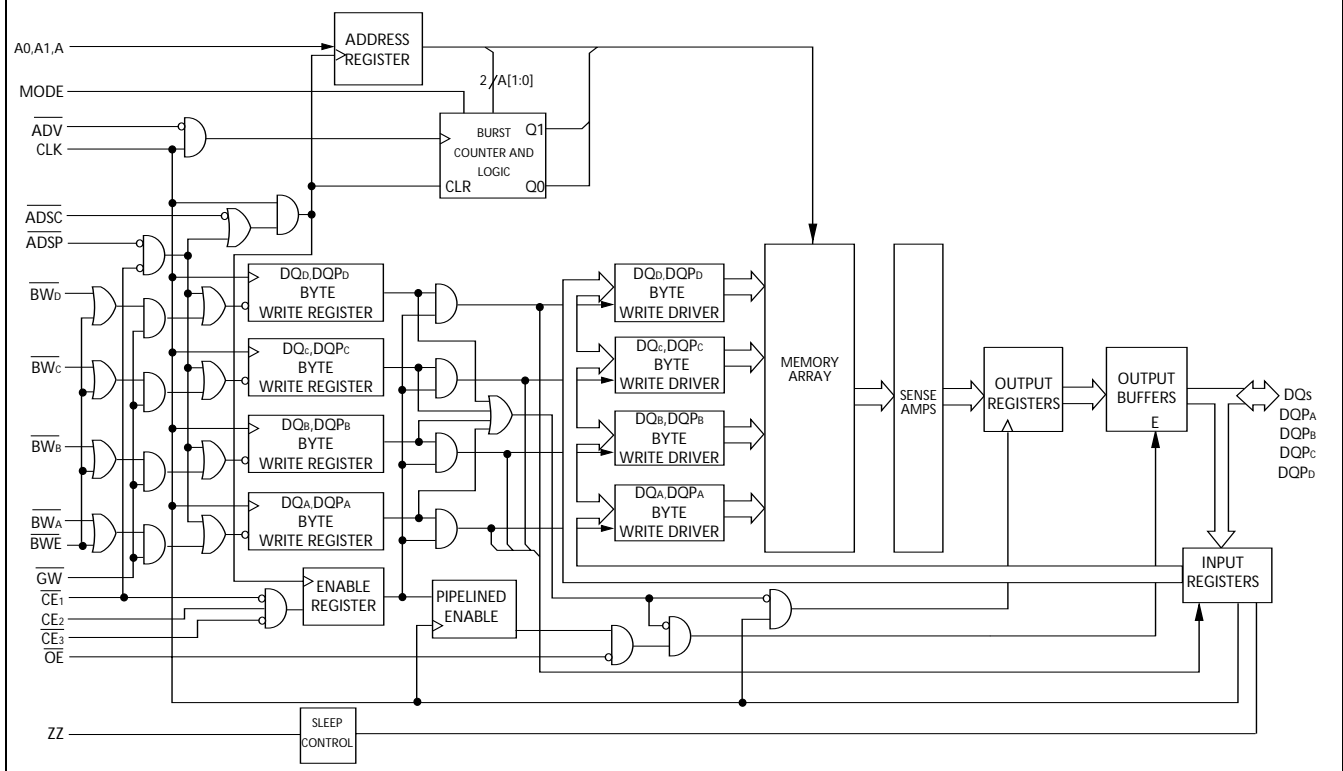 A0,A1,A
ADDRESS
REGISTER
2
A[1:0]
MODE
ADV
CLK
BURST
COUNTER AND
LOGIC
Q1
CLR
Q0
ADSC
ADSP
BWD
DQD,DQPD
BYTE
WRITE REGISTER
DQD,DQPD
BYTE
WRITE DRIVER
BWC
DQc,DQPC
BYTE
WRITE REGISTER
DQc,DQPC
BYTE
WRITE DRIVER
MEMORY
ARRAY
SENSE
AMPS
OUTPUT
REGISTERS
OUTPUT
BUFFERS
E
DQs
DQPA
DQPB
DQPC
DQPD
BWB
DQB,DQPB
BYTE
WRITE REGISTER
DQB,DQPB
BYTE
WRITE DRIVER
BWA
BWE
DQA,DQPA
BYTE
WRITE REGISTER
DQA,DQPA
BYTE
WRITE DRIVER
GW
CE1
CE2
CE3
OE
ENABLE
REGISTER
PIPELINED
ENABLE
INPUT
REGISTERS
ZZ
SLEEP
CONTROL